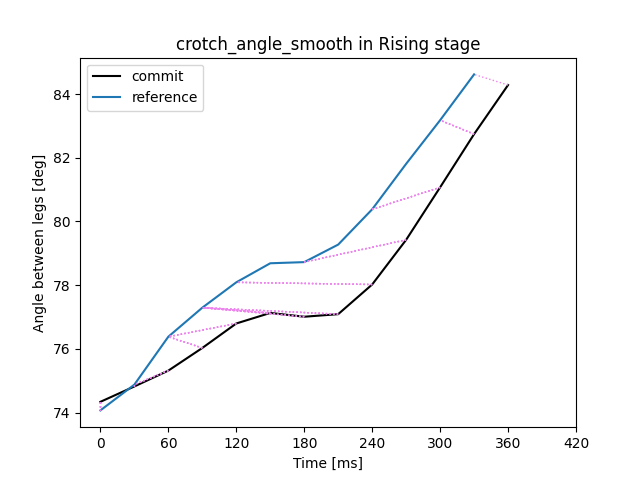 crotch_angle_smooth in Rising stage
commit
reference
84
82
80
78
76
74
Angle between legs [deg]
0 60 120 180 240 300 360 420
Time [ms]